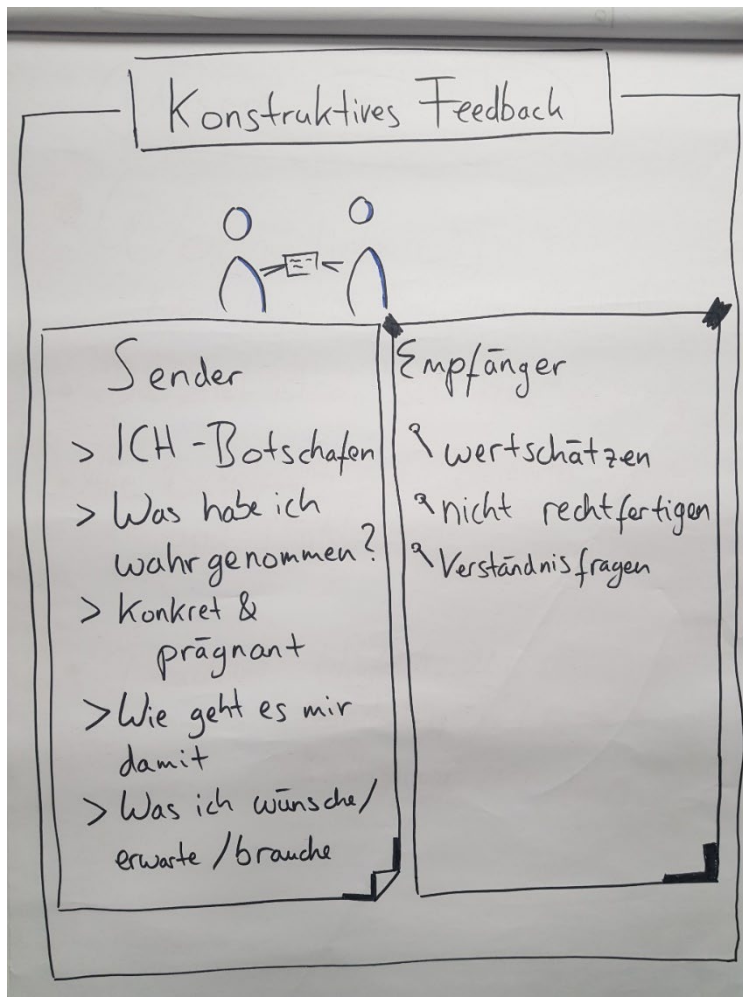 Konstruktives Feedback
Sender
> ICH-Botschafen
> Was habe ich
wahrgenommen?
> Konkret &
prägnant
> Wie geht es mir
damit
> Was ich wünsche/
erwarte/brauche
Empfänger
wertschätzen
nicht rechtfertigen
Verständnisfragen